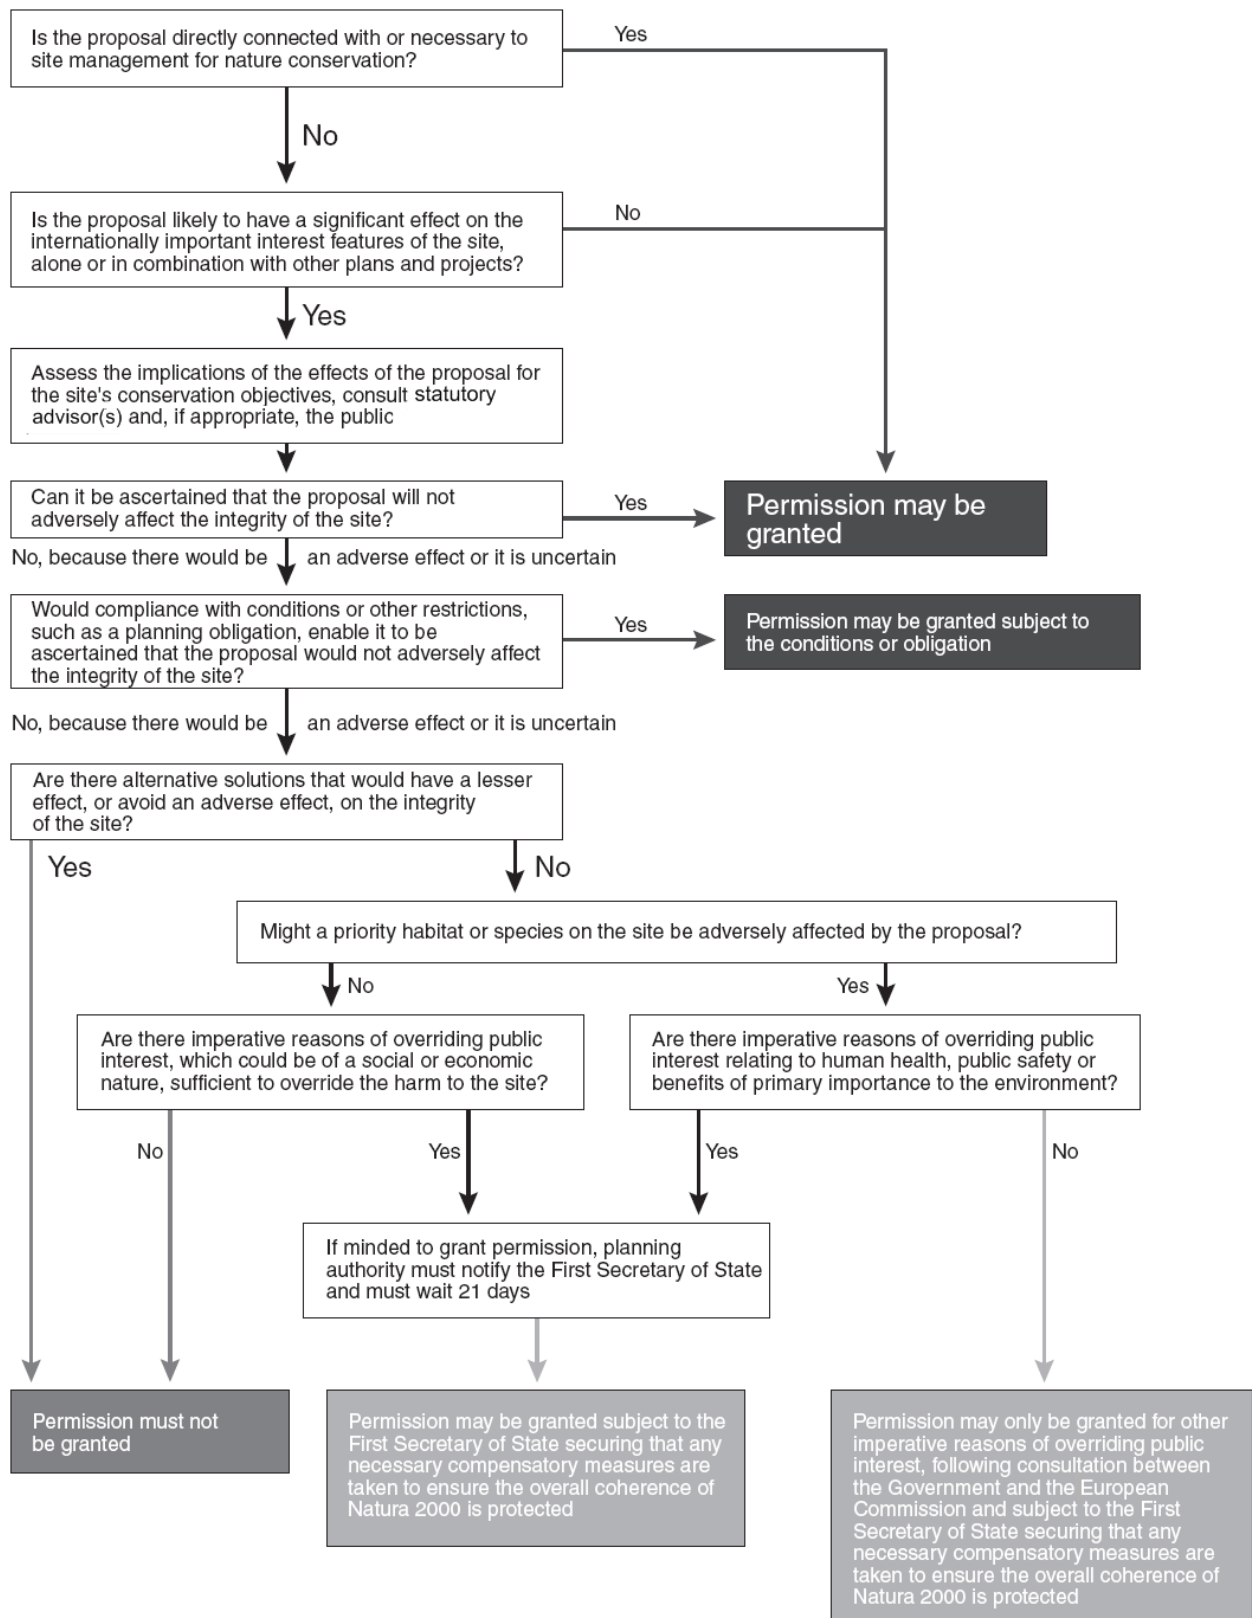 Is the proposal directly connected with or necessary to
site management for nature conservation?
Yes
No
Is the proposal likely to have a significant effect on the
internationally important interest features of the site,
alone or in combination with other plans and projects?
No
Yes
Assess the implications of the effects of the proposal for
the site's conservation objectives, consult statutory
advisor(s) and, if appropriate, the public
Can it be ascertained that the proposal will not
adversely affect the integrity of the site?
Yes
Permission may be
granted
No, because there would be an adverse effect or it is uncertain
Would compliance with conditions or other restrictions,
such as a planning obligation, enable it to be
ascertained that the proposal would not adversely affect
the integrity of the site?
Yes
Permission may be granted subject to
the conditions or obligation
No, because there would be an adverse effect or it is uncertain
Are there alternative solutions that would have a lesser
effect, or avoid an adverse effect, on the integrity
of the site?
Yes
No
Might a priority habitat or species on the site be adversely affected by the proposal?
No
Yes
Are there imperative reasons of overriding public
interest, which could be of a social or economic
nature, sufficient to override the harm to the site?
Are there imperative reasons of overriding public
interest relating to human health, public safety or
benefits of primary importance to the environment?
No
Yes
Yes
No
If minded to grant permission, planning
authority must notify the First Secretary of State
and must wait 21 days
Permission must not
be granted
Permission may be granted subject to the
First Secretary of State securing that any
necessary compensatory measures are
taken to ensure the overall coherence of
Natura 2000 is protected
Permission may only be granted for other
imperative reasons of overriding public
interest, following consultation between
the Government and the European
Commission and subject to the First
Secretary of State securing that any
necessary compensatory measures are
taken to ensure the overall coherence of
Natura 2000 is protected